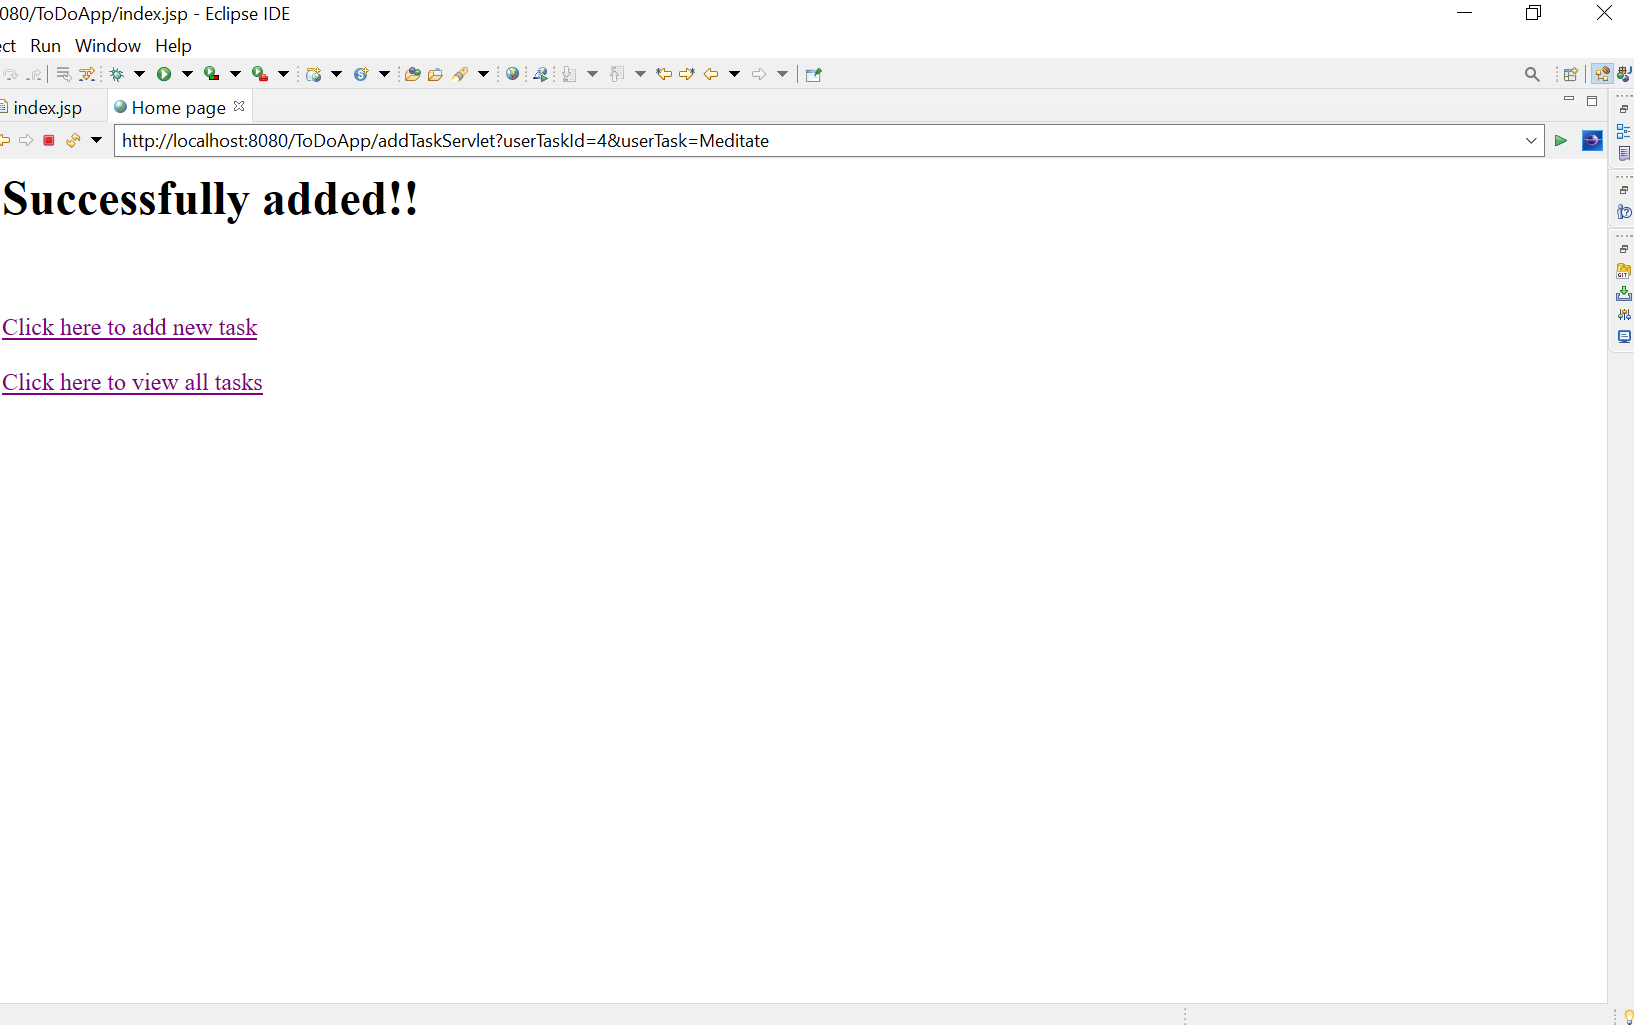 080/ToDoApp/index.jsp - Eclipse IDE
ect Run Window Help
index.jsp Home page
http://localhost:8080/ToDoApp/addTaskServlet?userTaskId=4&userTask=Meditate
Successfully added!!
Click here to add new task
Click here to view all tasks